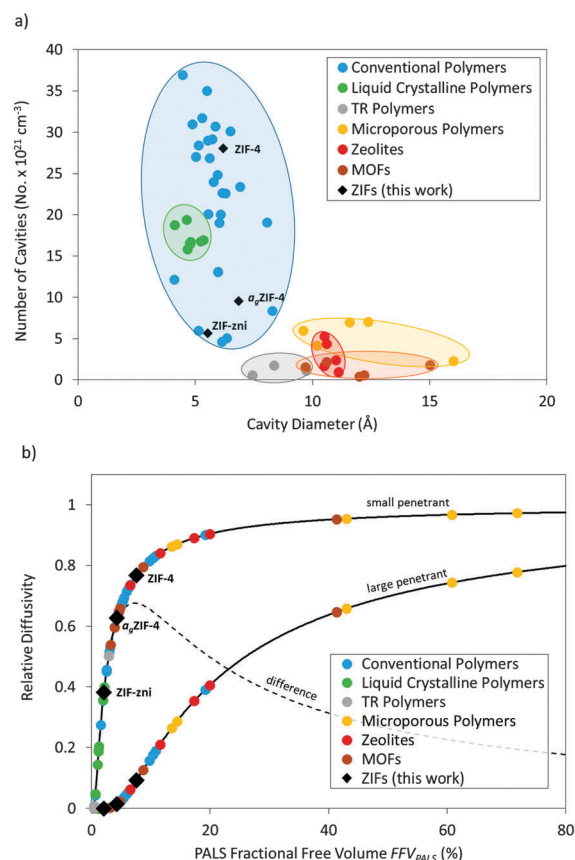 a)
40
35
30
25
20
15
10
5
0
Number of Cavities (No. x 10²¹ cm⁻³)
Conventional Polymers
Liquid Crystalline Polymers
TR Polymers
Microporous Polymers
Zeolites
MOFs
ZIFs (this work)
ZIF-4
agZIF-4
ZIF-zni
0 5 10 15 20
Cavity Diameter (Å)
b)
1
0.8
0.6
0.4
0.2
0
Relative Diffusivity
small penetrant
ZIF-4
large penetrant
agZIF-4
ZIF-zni
difference
Conventional Polymers
Liquid Crystalline Polymers
TR Polymers
Microporous Polymers
Zeolites
MOFs
ZIFs (this work)
0 20 40 60 80
PALS Fractional Free Volume FFV_PALS (%)